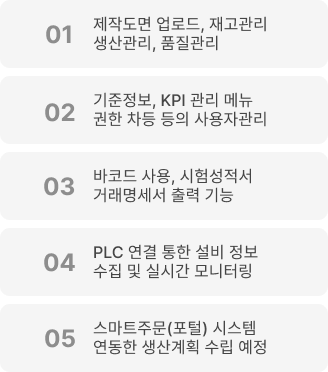 01
제작도면 업로드, 재고관리
생산관리, 품질관리
02
기준정보, KPI 관리 메뉴
권한 차등 등의 사용자관리
03
바코드 사용, 시험성적서
거래명세서 출력 기능
04
PLC 연결 통한 설비 정보
수집 및 실시간 모니터링
05
스마트주문(포털) 시스템
연동한 생산계획 수립 예정